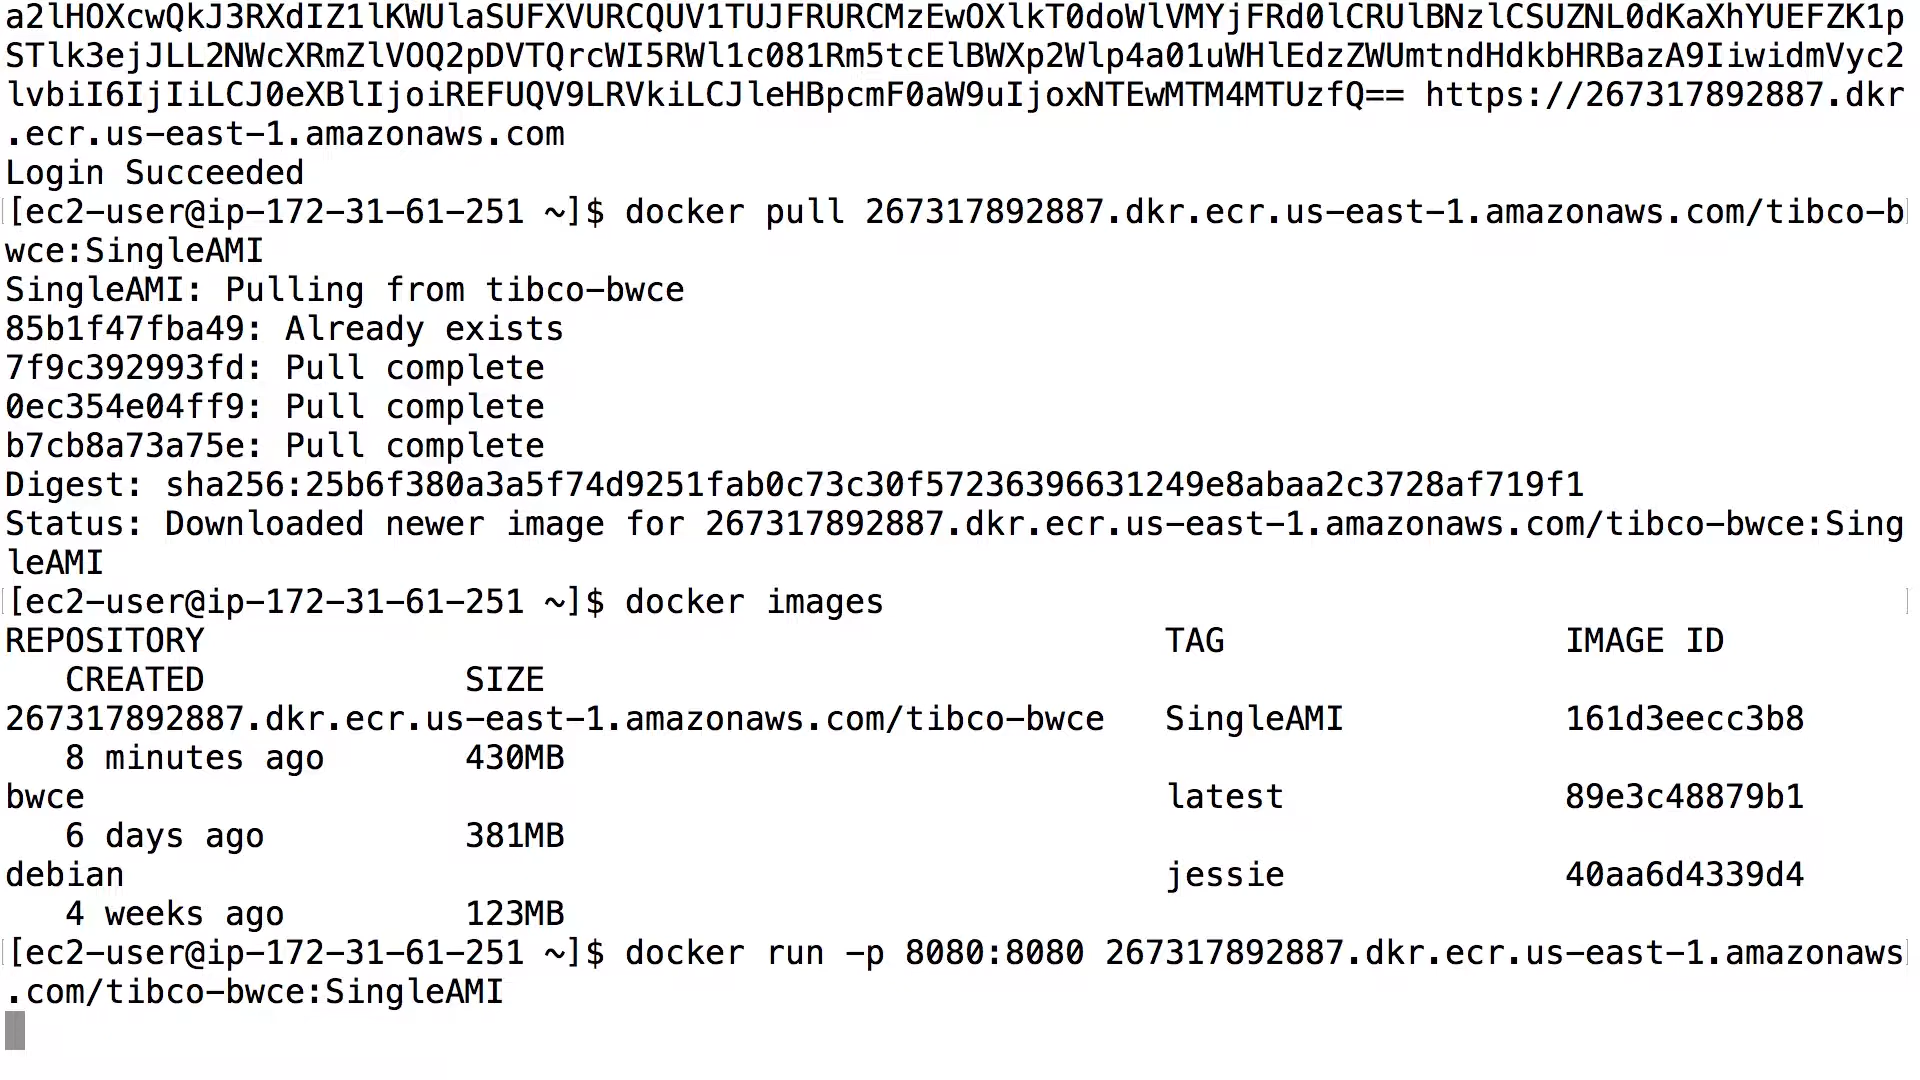 a2lHOXcwQkJ3RXdIZ1lKWUlaSUFXVURCQUV1TUJFRURCMzEwOXlkT0doWlVMYjFRd0lCRUlBNzlCSUZNL0dKaXhYUEFZK1p
STlk3ejJLL2NWcXRmZlVOQ2pDVTQrcWI5RWl1c081Rm5tcElBWXp2Wlp4a01uWHlEdzZWUmtndHdkbHRBazA9IiwidmVyc2
lvbiI6IjIiLCJ0eXBlIjoiREFUQV9LRVkiLCJleHBpcmF0aW9uIjoxNTEwMTM4MTUzfQ== https://267317892887.dkr
.ecr.us-east-1.amazonaws.com
Login Succeeded
[ec2-user@ip-172-31-61-251 ~]$ docker pull 267317892887.dkr.ecr.us-east-1.amazonaws.com/tibco-b
wce:SingleAMI
SingleAMI: Pulling from tibco-bwce
85b1f47fba49: Already exists
7f9c392993fd: Pull complete
0ec354e04ff9: Pull complete
b7cb8a73a75e: Pull complete
Digest: sha256:25b6f380a3a5f74d9251fab0c73c30f57236396631249e8abaa2c3728af719f1
Status: Downloaded newer image for 267317892887.dkr.ecr.us-east-1.amazonaws.com/tibco-bwce:Sing
leAMI
[ec2-user@ip-172-31-61-251 ~]$ docker images
REPOSITORY TAG IMAGE ID
CREATED SIZE
267317892887.dkr.ecr.us-east-1.amazonaws.com/tibco-bwce SingleAMI 161d3eecc3b8
8 minutes ago 430MB
bwce latest 89e3c48879b1
6 days ago 381MB
debian jessie 40aa6d4339d4
4 weeks ago 123MB
[ec2-user@ip-172-31-61-251 ~]$ docker run -p 8080:8080 267317892887.dkr.ecr.us-east-1.amazonaws
.com/tibco-bwce:SingleAMI